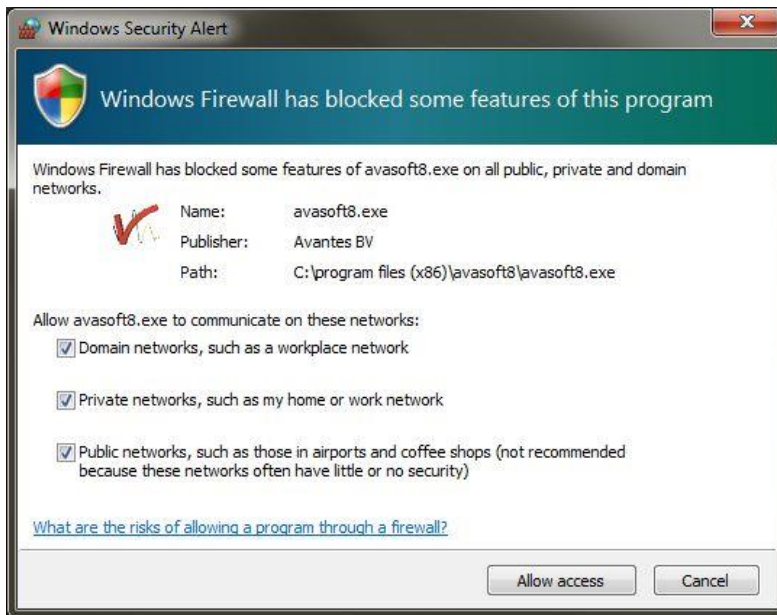 Windows Security Alert
Windows Firewall has blocked some features of this program
Windows Firewall has blocked some features of avasoft8.exe on all public, private and domain
networks.
Name: avasoft8.exe
Publisher: Avantes BV
Path: C:\program files (x86)\avasoft8\avasoft8.exe
Allow avasoft8.exe to communicate on these networks:
Domain networks, such as a workplace network
Private networks, such as my home or work network
Public networks, such as those in airports and coffee shops (not recommended
because these networks often have little or no security)
What are the risks of allowing a program through a firewall?
Allow access Cancel